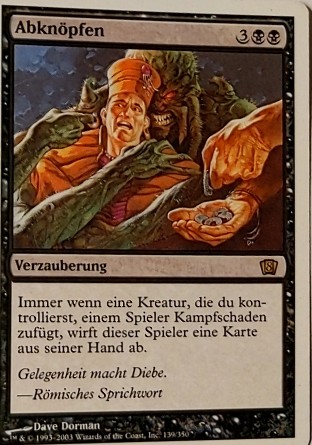 Abknöpfen 3
Verzauberung
Immer wenn eine Kreatur, die du kon-
trollierst, einem Spieler Kampfschaden
zufügt, wirft dieser Spieler eine Karte
aus seiner Hand ab.
Gelegenheit macht Diebe.
—Römisches Sprichwort
Dave Dorman
™ & © 1993–2003 Wizards of the Coast, Inc. 139/350